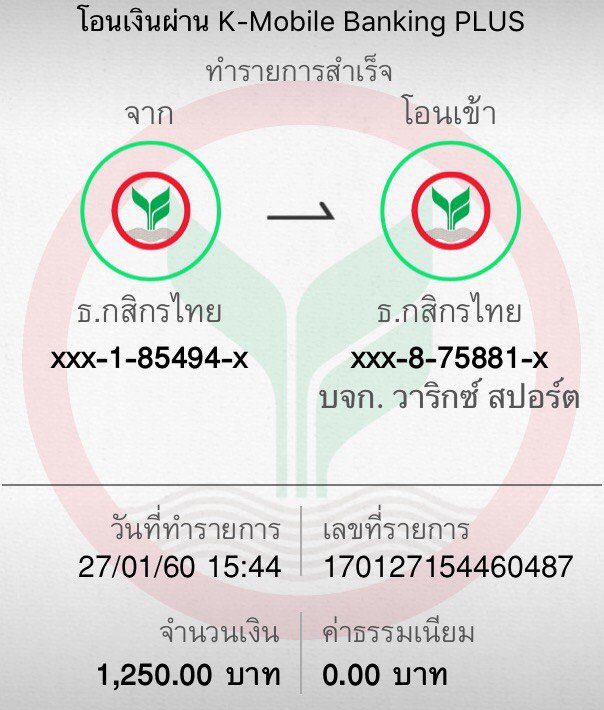 โอนเงินผ่าน K-Mobile Banking PLUS
ทำรายการสำเร็จ
จาก
โอนเข้า
ธ.กสิกรไทย
ธ.กสิกรไทย
xxx-1-85494-x
xxx-8-75881-x
บจก. วาริกซ์ สปอร์ต
วันที่ทำรายการ
เลขที่รายการ
27/01/60 15:44
170127154460487
จำนวนเงิน
ค่าธรรมเนียม
1,250.00 บาท
0.00 บาท